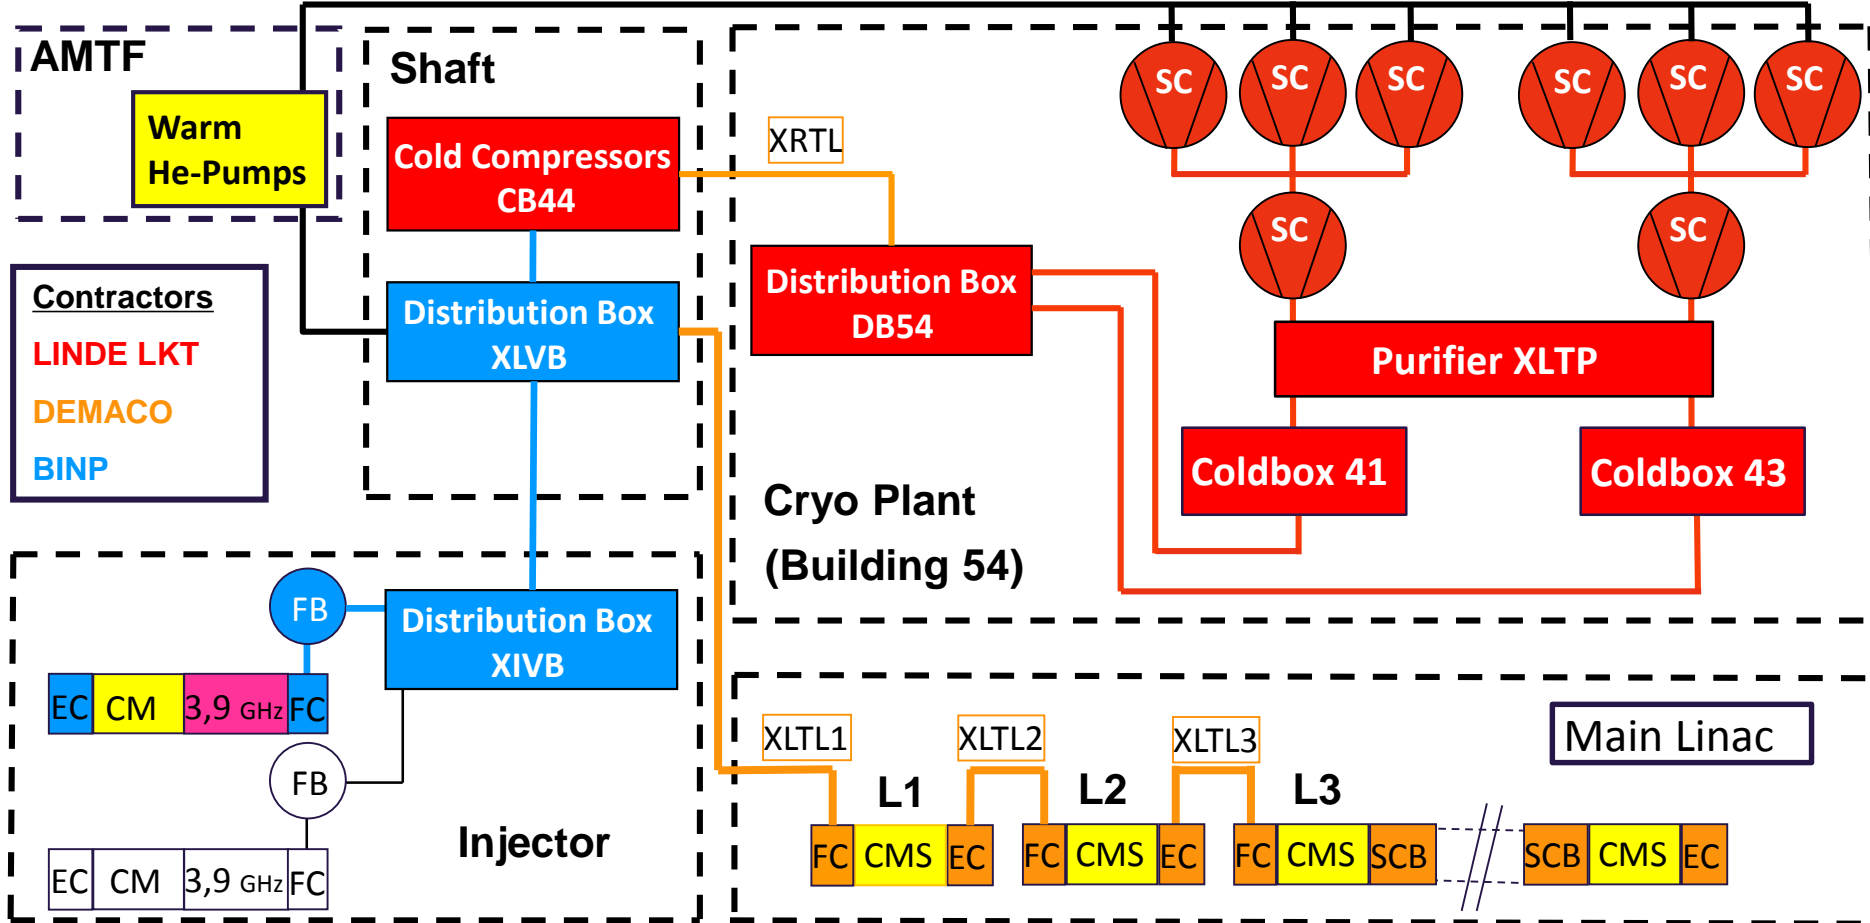 AMTF
Warm
He-Pumps
Contractors
LINDE LKT
DEMACO
BINP
Shaft
Cold Compressors
CB44
Distribution Box
XLVB
XRTL
Distribution Box
DB54
SC
SC
SC
SC
SC
SC
SC
SC
Purifier XLTP
Coldbox 41
Coldbox 43
Cryo Plant
(Building 54)
FB
Distribution Box
XIVB
EC CM 3,9 GHz FC
FB
Injector
EC CM 3,9 GHz FC
XLTL1
XLTL2
XLTL3
Main Linac
L1
L2
L3
FC CMS EC
FC CMS EC
FC CMS SCB
SCB CMS EC